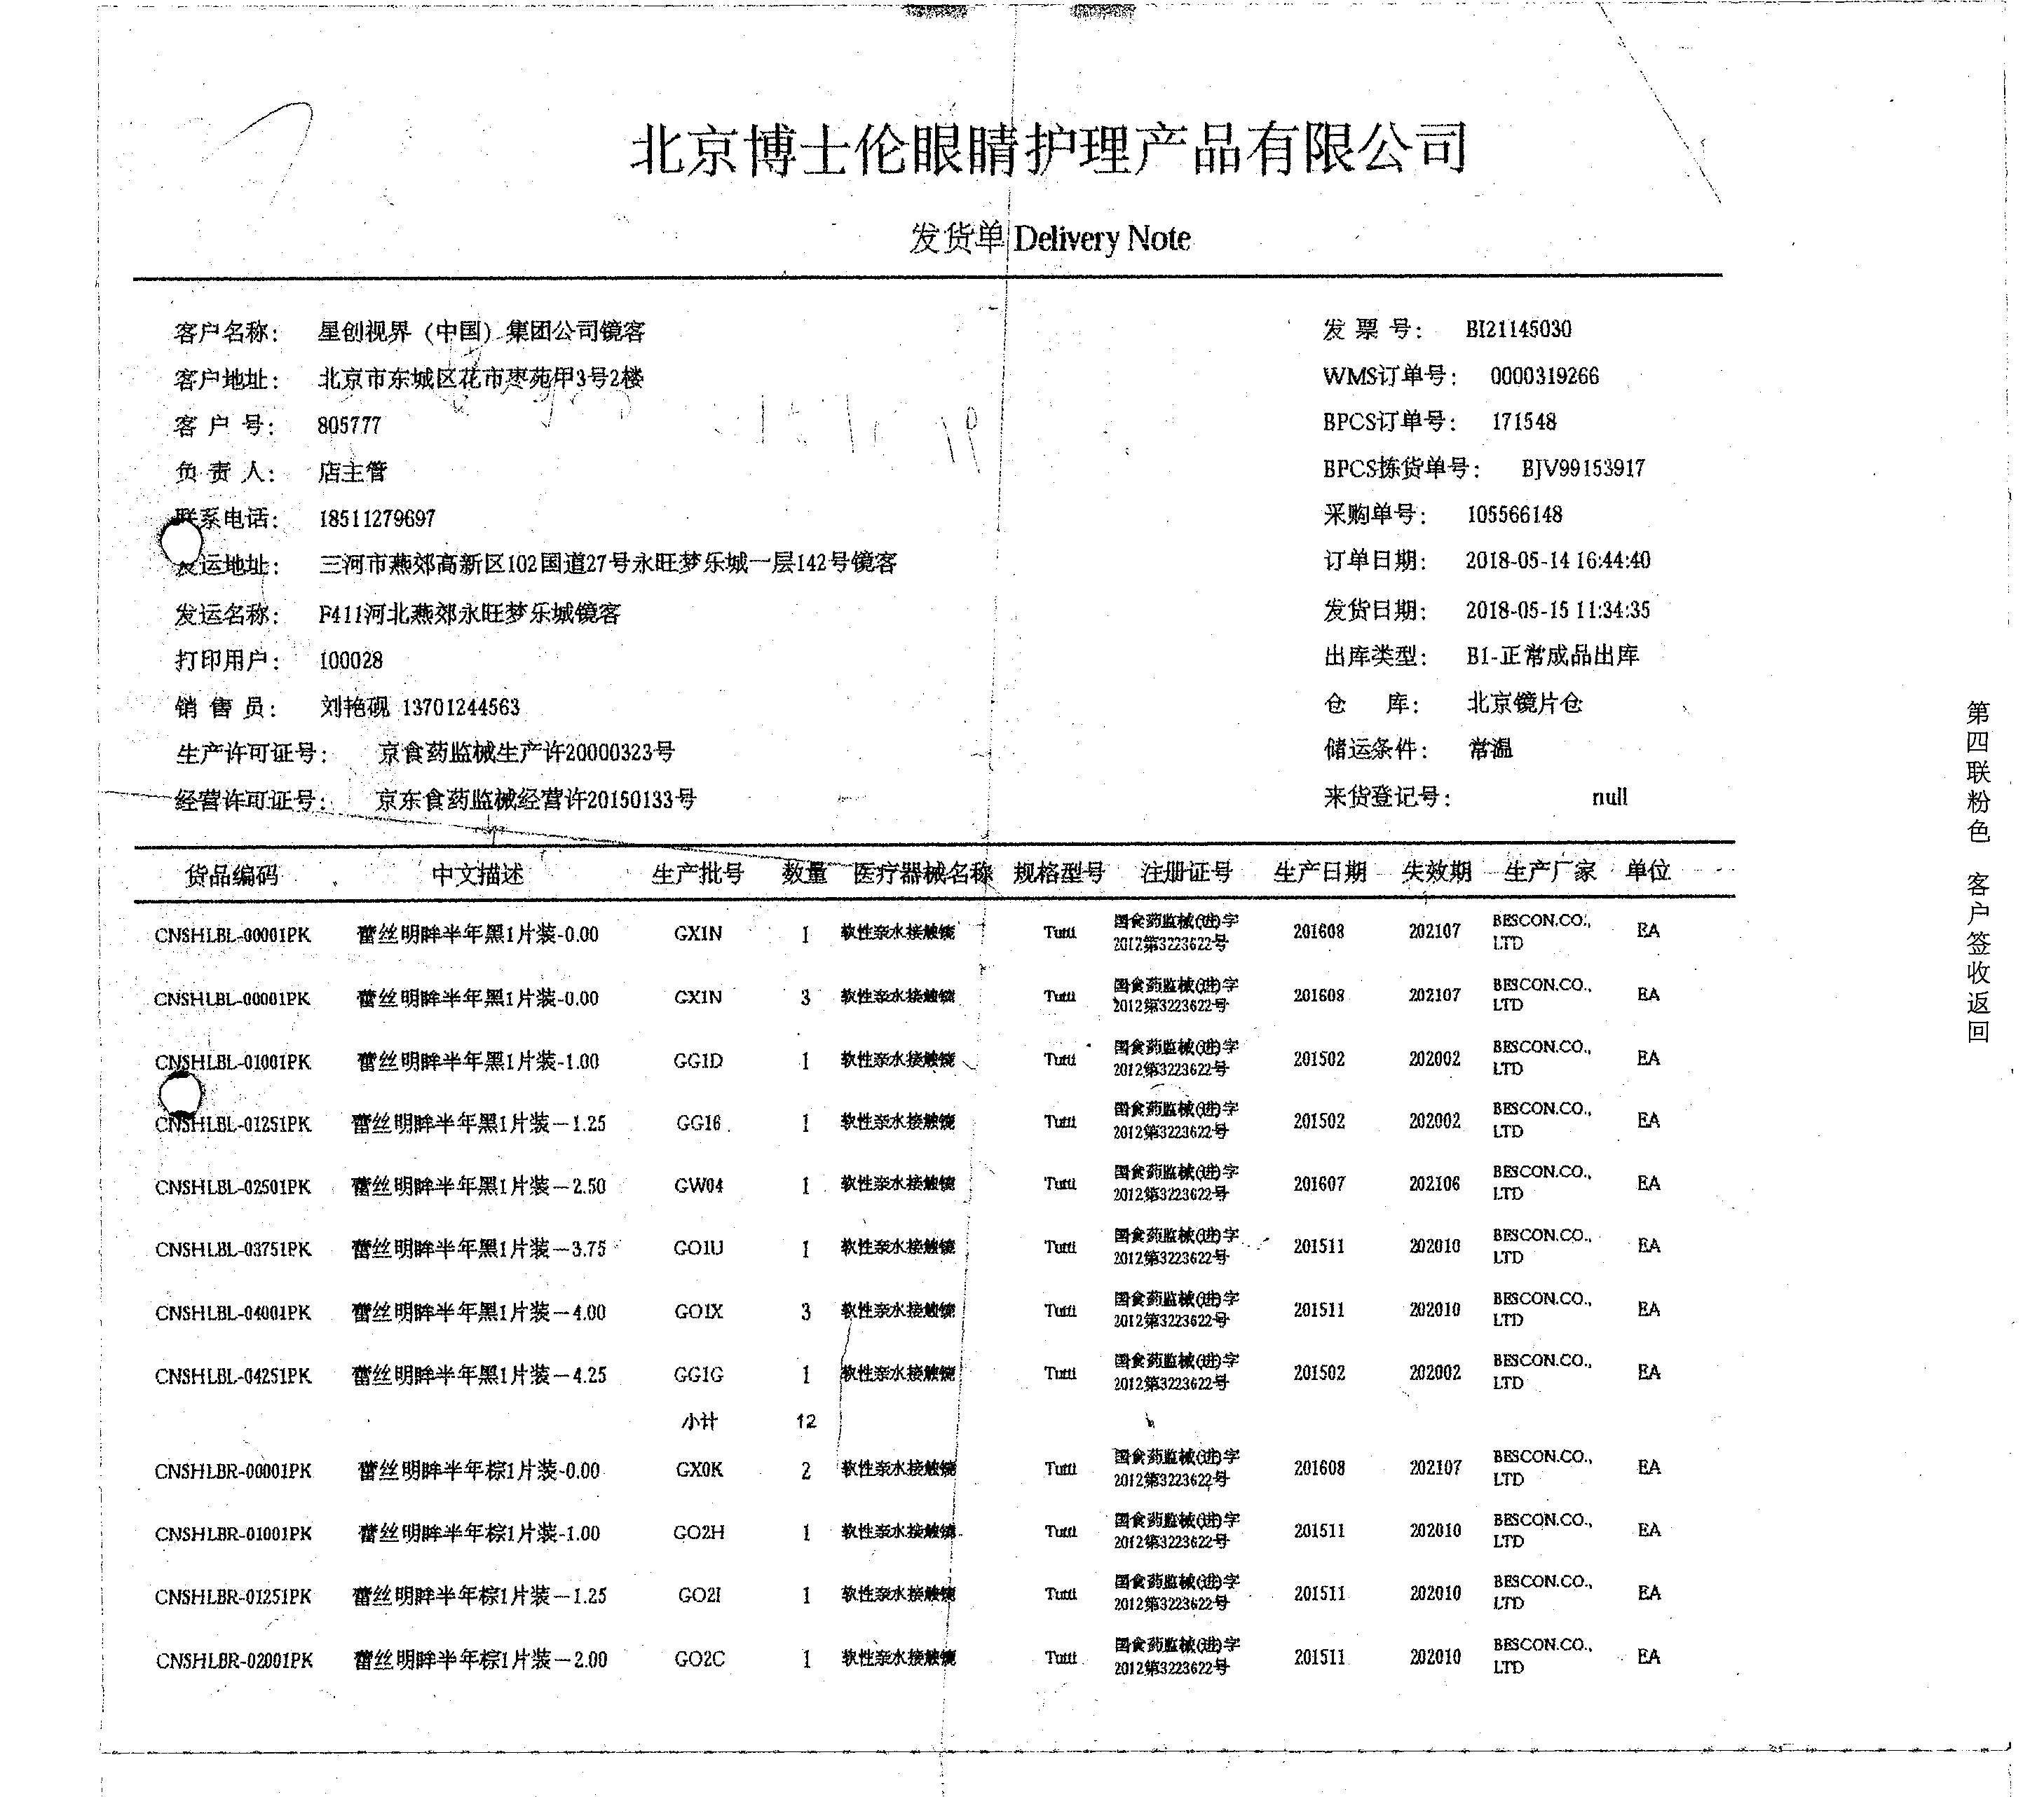 北京博士伦眼睛护理产品有限公司
发货单 Delivery Note
客户名称： 星创视界（中国）集团公司镜客 发 票 号： BI21145030
客户地址： 北京市东城区花市枣苑甲3号2楼 WMS订单号： 0000319266
客 户 号： 805777 BPCS订单号： 171548
负 责 人： 店主管 BPCS拣货单号： BJV99153917
联系电话： 18511279697 采购单号： 105566148
发运地址： 三河市燕郊高新区102国道27号永旺梦乐城一层142号镜客 订单日期： 2018-05-14 16:44:40
发运名称： F411河北燕郊永旺梦乐城镜客 发货日期： 2018-05-15 11:34:35
打印用户： 100028 出库类型： B1-正常成品出库
销 售 员： 刘艳砚 13701244563 仓 库： 北京镜片仓
生产许可证号： 京食药监械生产许20000323号 储运条件： 常温
经营许可证号： 京东食药监械经营许20150133号 来货登记号： null
货品编码 中文描述 生产批号 数量 医疗器械名称 规格型号 注册证号 生产日期 失效期 生产厂家 单位
CNSHLBL-00001PK 蕾丝明眸半年黑1片装-0.00 GX1N 1 软性亲水接触镜 Tutti 国食药监械(进)字2012第3223622号 201608 202107 BESCON.CO., LTD EA
CNSHLBL-00001PK 蕾丝明眸半年黑1片装-0.00 GX1N 3 软性亲水接触镜 Tutti 国食药监械(进)字2012第3223622号 201608 202107 BESCON.CO., LTD EA
CNSHLBL-01001PK 蕾丝明眸半年黑1片装-1.00 GG1D 1 软性亲水接触镜 Tutti 国食药监械(进)字2012第3223622号 201502 202002 BESCON.CO., LTD EA
CNSHLBL-01251PK 蕾丝明眸半年黑1片装－1.25 GG16 1 软性亲水接触镜 Tutti 国食药监械(进)字2012第3223622号 201502 202002 BESCON.CO., LTD EA
CNSHLBL-02501PK 蕾丝明眸半年黑1片装－2.50 GW04 1 软性亲水接触镜 Tutti 国食药监械(进)字2012第3223622号 201607 202106 BESCON.CO., LTD EA
CNSHLBL-03751PK 蕾丝明眸半年黑1片装－3.75 GO1U 1 软性亲水接触镜 Tutti 国食药监械(进)字2012第3223622号 201511 202010 BESCON.CO., LTD EA
CNSHLBL-04001PK 蕾丝明眸半年黑1片装－4.00 GO1X 3 软性亲水接触镜 Tutti 国食药监械(进)字2012第3223622号 201511 202010 BESCON.CO., LTD EA
CNSHLBL-04251PK 蕾丝明眸半年黑1片装－4.25 GG1G 1 软性亲水接触镜 Tutti 国食药监械(进)字2012第3223622号 201502 202002 BESCON.CO., LTD EA
小计 12
CNSHLBR-00001PK 蕾丝明眸半年棕1片装-0.00 GX0K 2 软性亲水接触镜 Tutti 国食药监械(进)字2012第3223622号 201608 202107 BESCON.CO., LTD EA
CNSHLBR-01001PK 蕾丝明眸半年棕1片装-1.00 GO2H 1 软性亲水接触镜 Tutti 国食药监械(进)字2012第3223622号 201511 202010 BESCON.CO., LTD EA
CNSHLBR-01251PK 蕾丝明眸半年棕1片装－1.25 GO2I 1 软性亲水接触镜 Tutti 国食药监械(进)字2012第3223622号 201511 202010 BESCON.CO., LTD EA
CNSHLBR-02001PK 蕾丝明眸半年棕1片装－2.00 GO2C 1 软性亲水接触镜 Tutti 国食药监械(进)字2012第3223622号 201511 202010 BESCON.CO., LTD EA
第四联粉色 客户签收返回